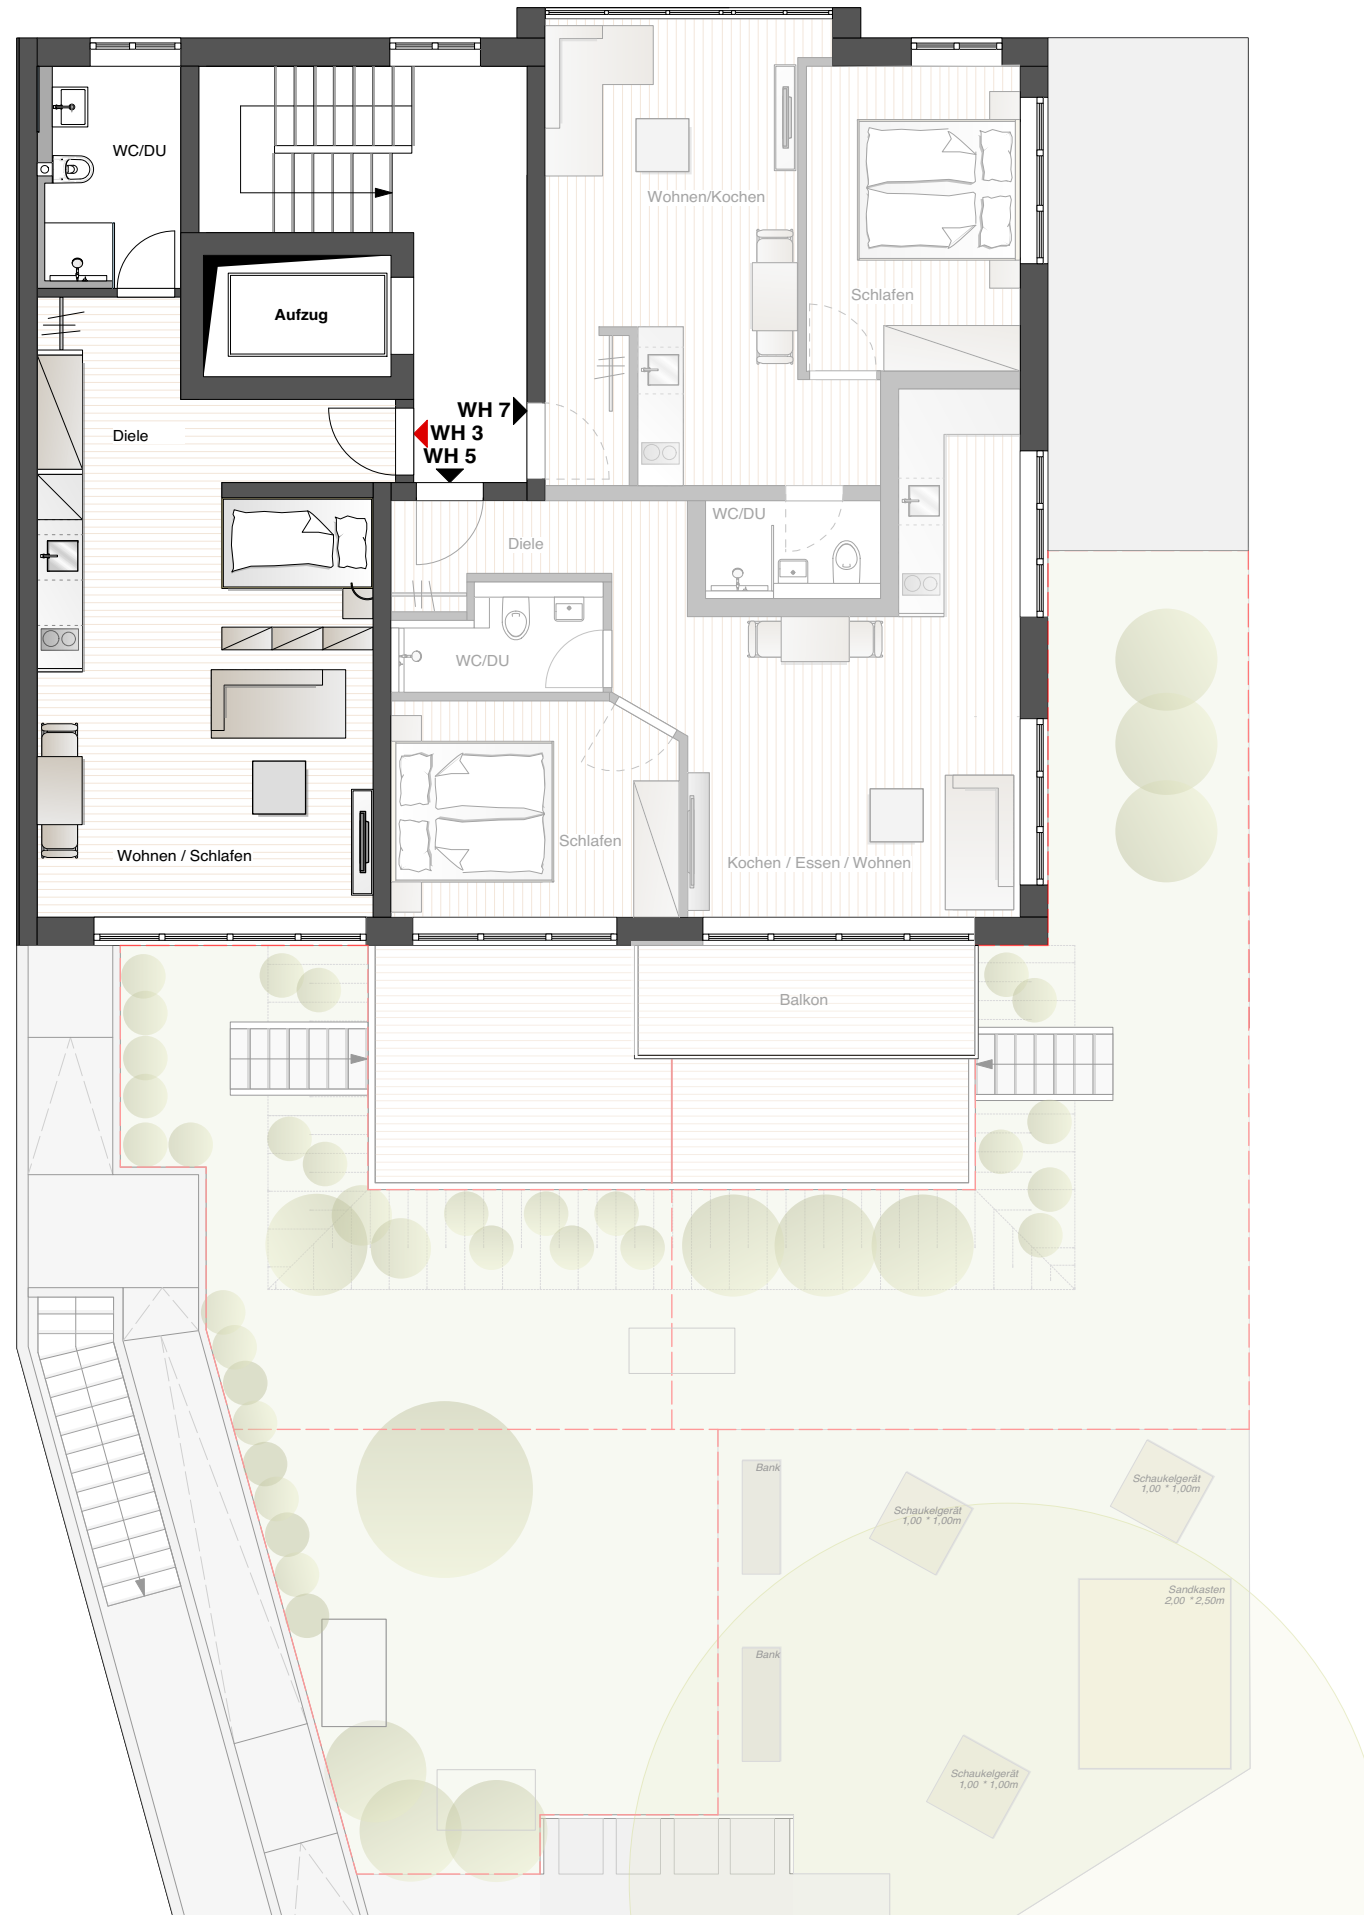 WC/DU
Wohnen/Kochen
Schlafen
Aufzug
WH 7
WH 3
WH 5
Diele
WC/DU
Diele
WC/DU
Schlafen
Wohnen / Schlafen
Kochen / Essen / Wohnen
Balkon
Bank
Schaukelgerät
1,00 * 1,00m
Schaukelgerät
1,00 * 1,00m
Sandkasten
2,00 * 2,50m
Bank
Schaukelgerät
1,00 * 1,00m